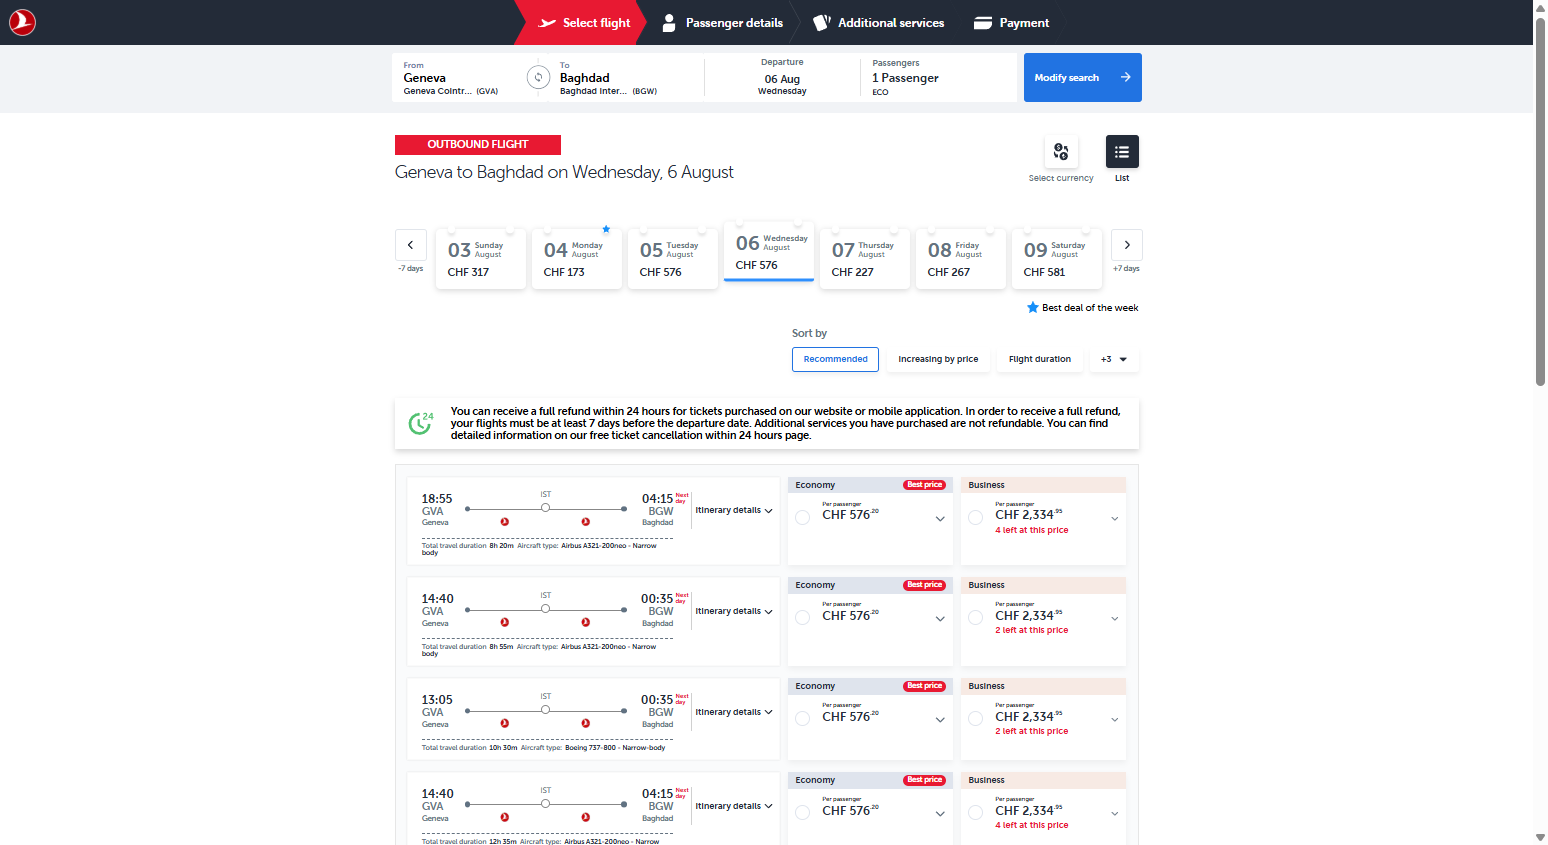 Select flight
Passenger details
Additional services
Payment
From
Geneva
Geneva Cointr... (GVA)
To
Baghdad
Baghdad Inter... (BGW)
Departure
06 Aug
Wednesday
Passengers
1 Passenger
ECO
Modify search
OUTBOUND FLIGHT
Geneva to Baghdad on Wednesday, 6 August
Select currency
List
-7 days
03 Sunday August
CHF 317
04 Monday August
CHF 173
05 Tuesday August
CHF 576
06 Wednesday August
CHF 576
07 Thursday August
CHF 227
08 Friday August
CHF 267
09 Saturday August
CHF 581
+7 days
Best deal of the week
Sort by
Recommended
Increasing by price
Flight duration
+3
24
You can receive a full refund within 24 hours for tickets purchased on our website or mobile application. In order to receive a full refund,
your flights must be at least 7 days before the departure date. Additional services you have purchased are not refundable. You can find
detailed information on our free ticket cancellation within 24 hours page.
18:55
GVA
Geneva
IST
04:15 Next day
BGW
Baghdad
Itinerary details
Total travel duration 8h 20m Aircraft type: Airbus A321-200neo - Narrow
body
Economy
Best price
Per passenger
CHF 576.20
Business
Per passenger
CHF 2,334.95
4 left at this price
14:40
GVA
Geneva
IST
00:35 Next day
BGW
Baghdad
Itinerary details
Total travel duration 8h 55m Aircraft type: Airbus A321-200neo - Narrow
body
Economy
Best price
Per passenger
CHF 576.20
Business
Per passenger
CHF 2,334.95
2 left at this price
13:05
GVA
Geneva
IST
00:35 Next day
BGW
Baghdad
Itinerary details
Total travel duration 10h 30m Aircraft type: Boeing 737-800 - Narrow-body
Economy
Best price
Per passenger
CHF 576.20
Business
Per passenger
CHF 2,334.95
2 left at this price
14:40
GVA
Geneva
IST
04:15 Next day
BGW
Baghdad
Itinerary details
Total travel duration 12h 35m Aircraft type: Airbus A321-200neo - Narrow
Economy
Best price
Per passenger
CHF 576.20
Business
Per passenger
CHF 2,334.95
4 left at this price